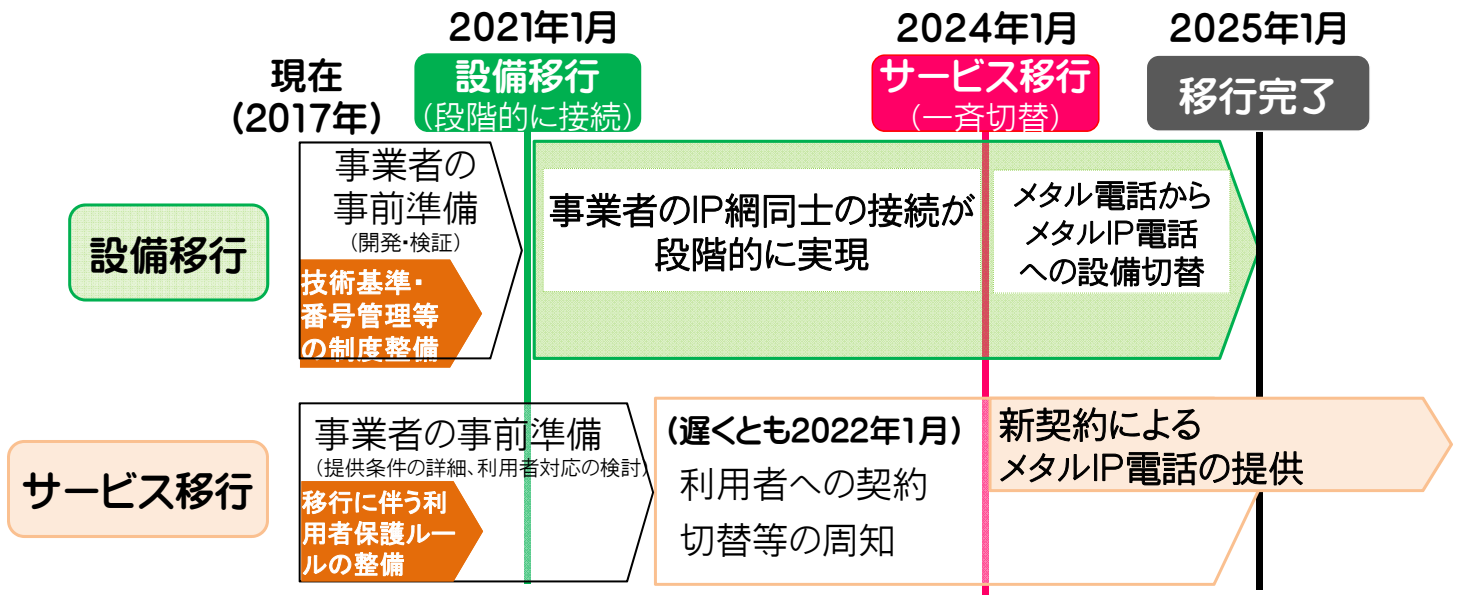 現在
(2017年)
2021年1月
設備移行
(段階的に接続)
2024年1月
サービス移行
(一斉切替)
2025年1月
移行完了
設備移行
事業者の
事前準備
(開発・検証)
技術基準・
番号管理等
の制度整備
事業者のIP網同士の接続が
段階的に実現
メタル電話から
メタルIP電話
への設備切替
サービス移行
事業者の事前準備
(提供条件の詳細、利用者対応の検討)
移行に伴う利
用者保護ルー
ルの整備
(遅くとも2022年1月)
利用者への契約
切替等の周知
新契約による
メタルIP電話の提供